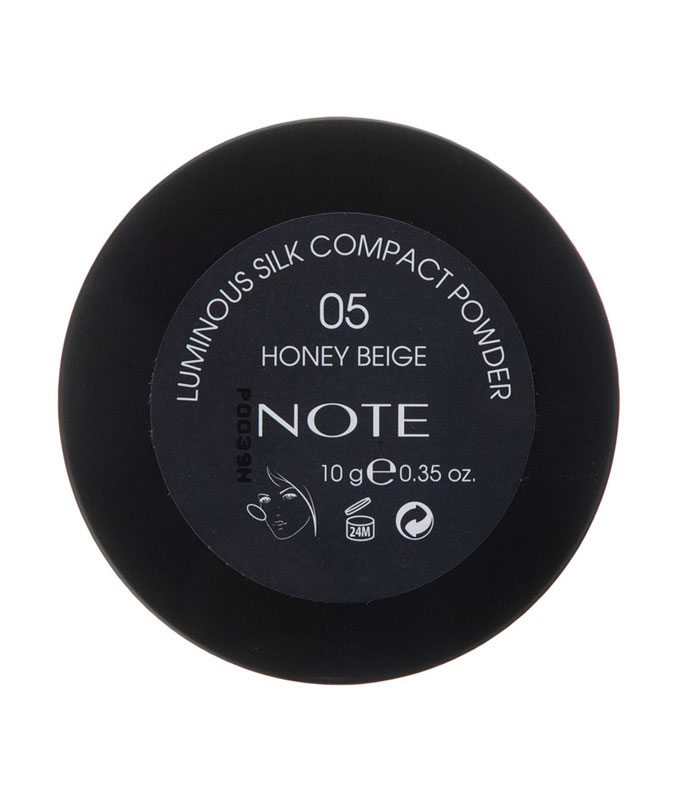 LUMINOUS SILK COMPACT POWDER
05
HONEY BEIGE
NOTE
P0039N
10 g e 0.35 oz.
24M